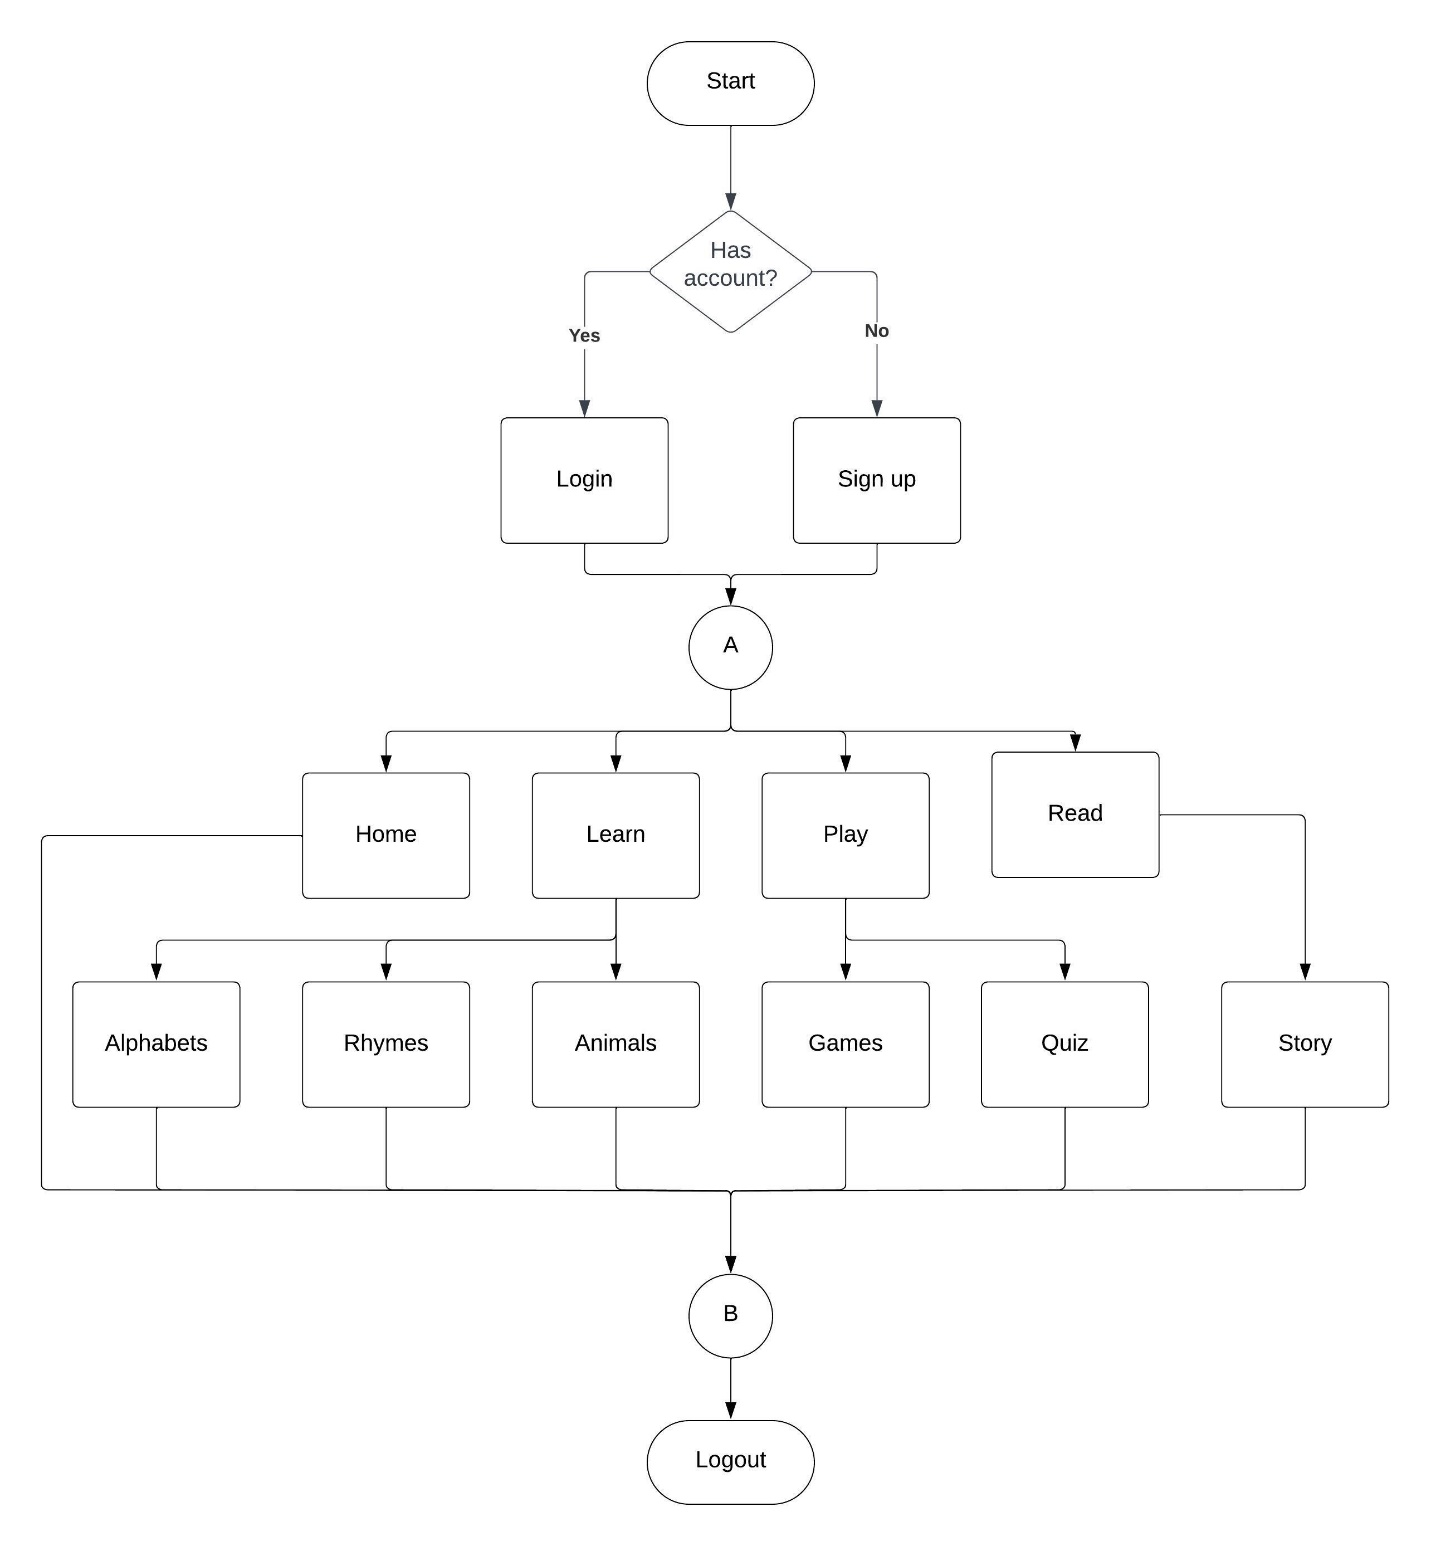 Start
Has
account?
Yes
No
Login
Sign up
A
Home
Learn
Play
Read
Alphabets
Rhymes
Animals
Games
Quiz
Story
B
Logout